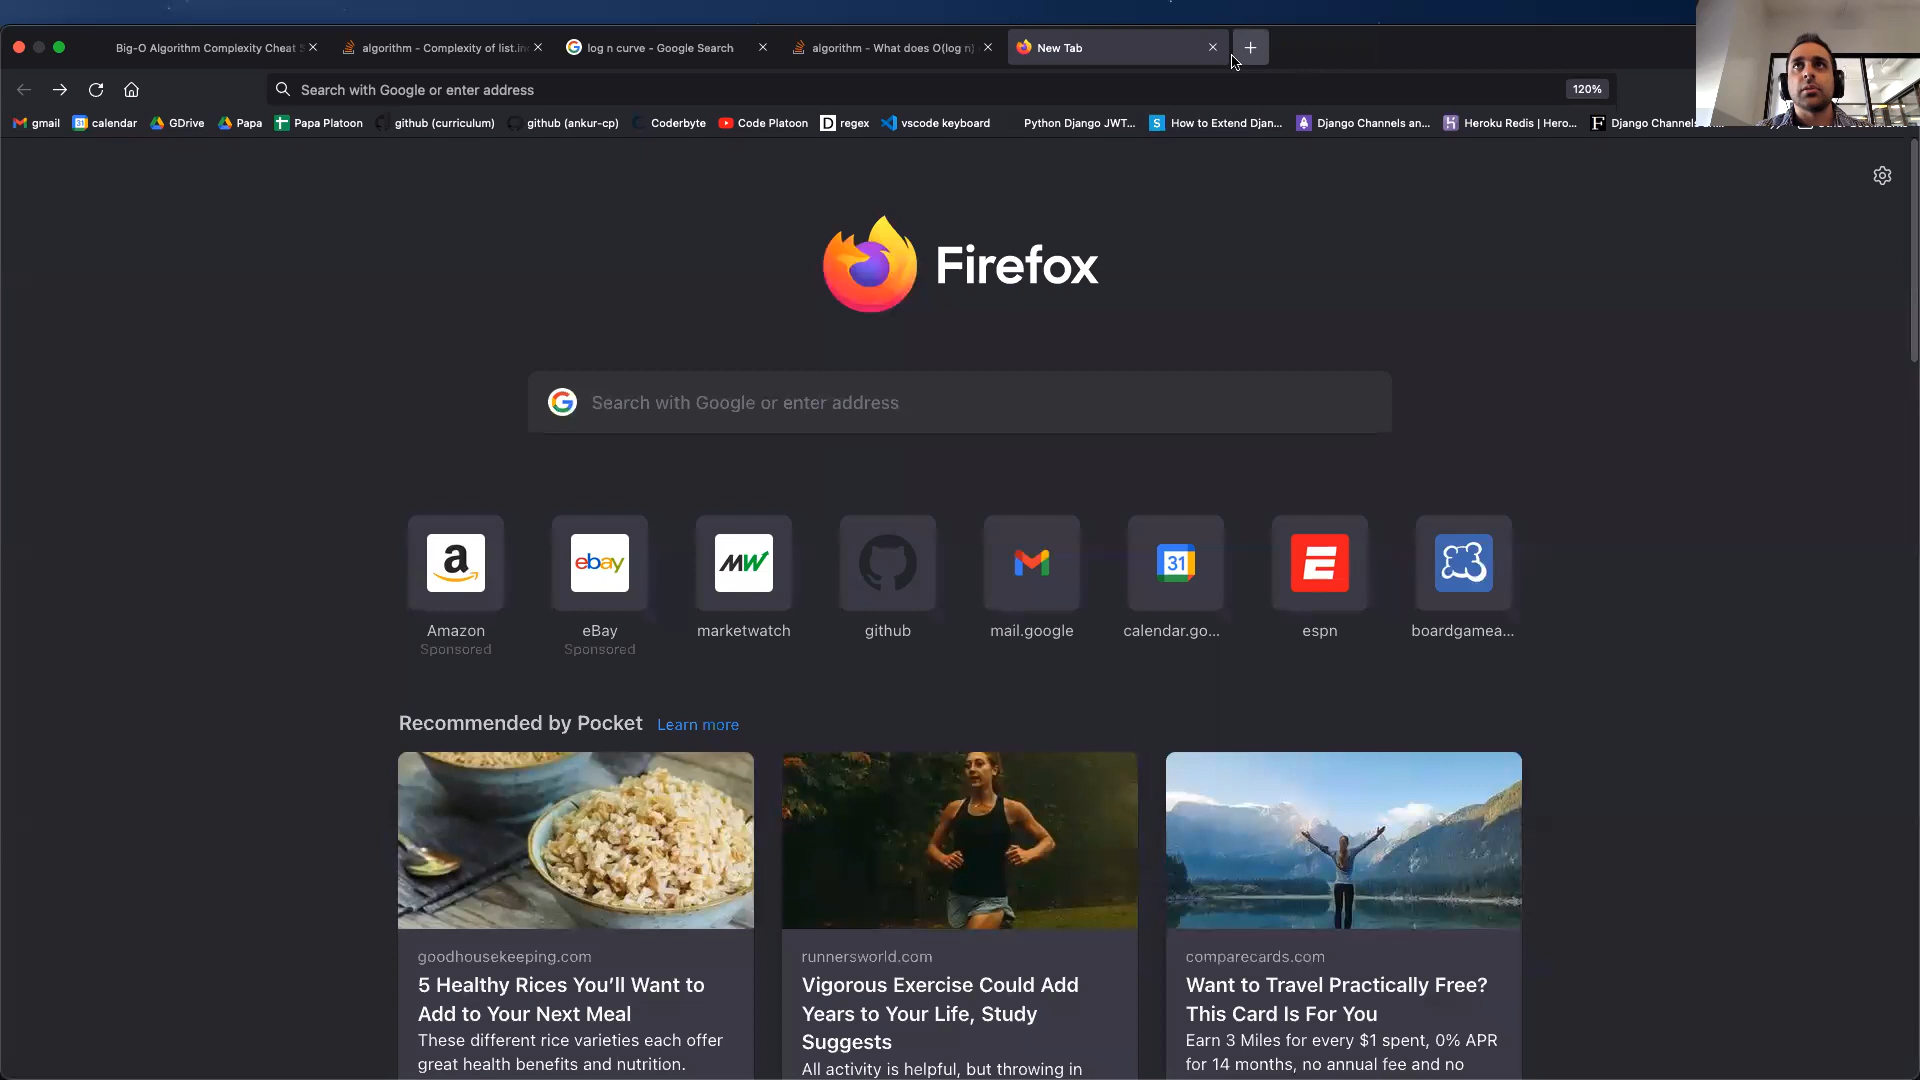 Big-O Algorithm Complexity Cheat
algorithm - Complexity of list.in
log n curve - Google Search
algorithm - What does O(log n)
New Tab
Search with Google or enter address
120%
gmail
calendar
GDrive
Papa
Papa Platoon
github (curriculum)
github (ankur-cp)
Coderbyte
Code Platoon
regex
vscode keyboard
Python Django JWT...
How to Extend Djan...
Django Channels an...
Heroku Redis | Hero...
Django Channel
Firefox
Search with Google or enter address
a
ebay
MW
31
E
Amazon
Sponsored
eBay
Sponsored
marketwatch
github
mail.google
calendar.go...
espn
boardgamea...
Recommended by Pocket Learn more
goodhousekeeping.com
5 Healthy Rices You'll Want to
Add to Your Next Meal
These different rice varieties each offer
great health benefits and nutrition.
runnersworld.com
Vigorous Exercise Could Add
Years to Your Life, Study
Suggests
All activity is helpful, but throwing in
comparecards.com
Want to Travel Practically Free?
This Card Is For You
Earn 3 Miles for every $1 spent, 0% APR
for 14 months, no annual fee and no